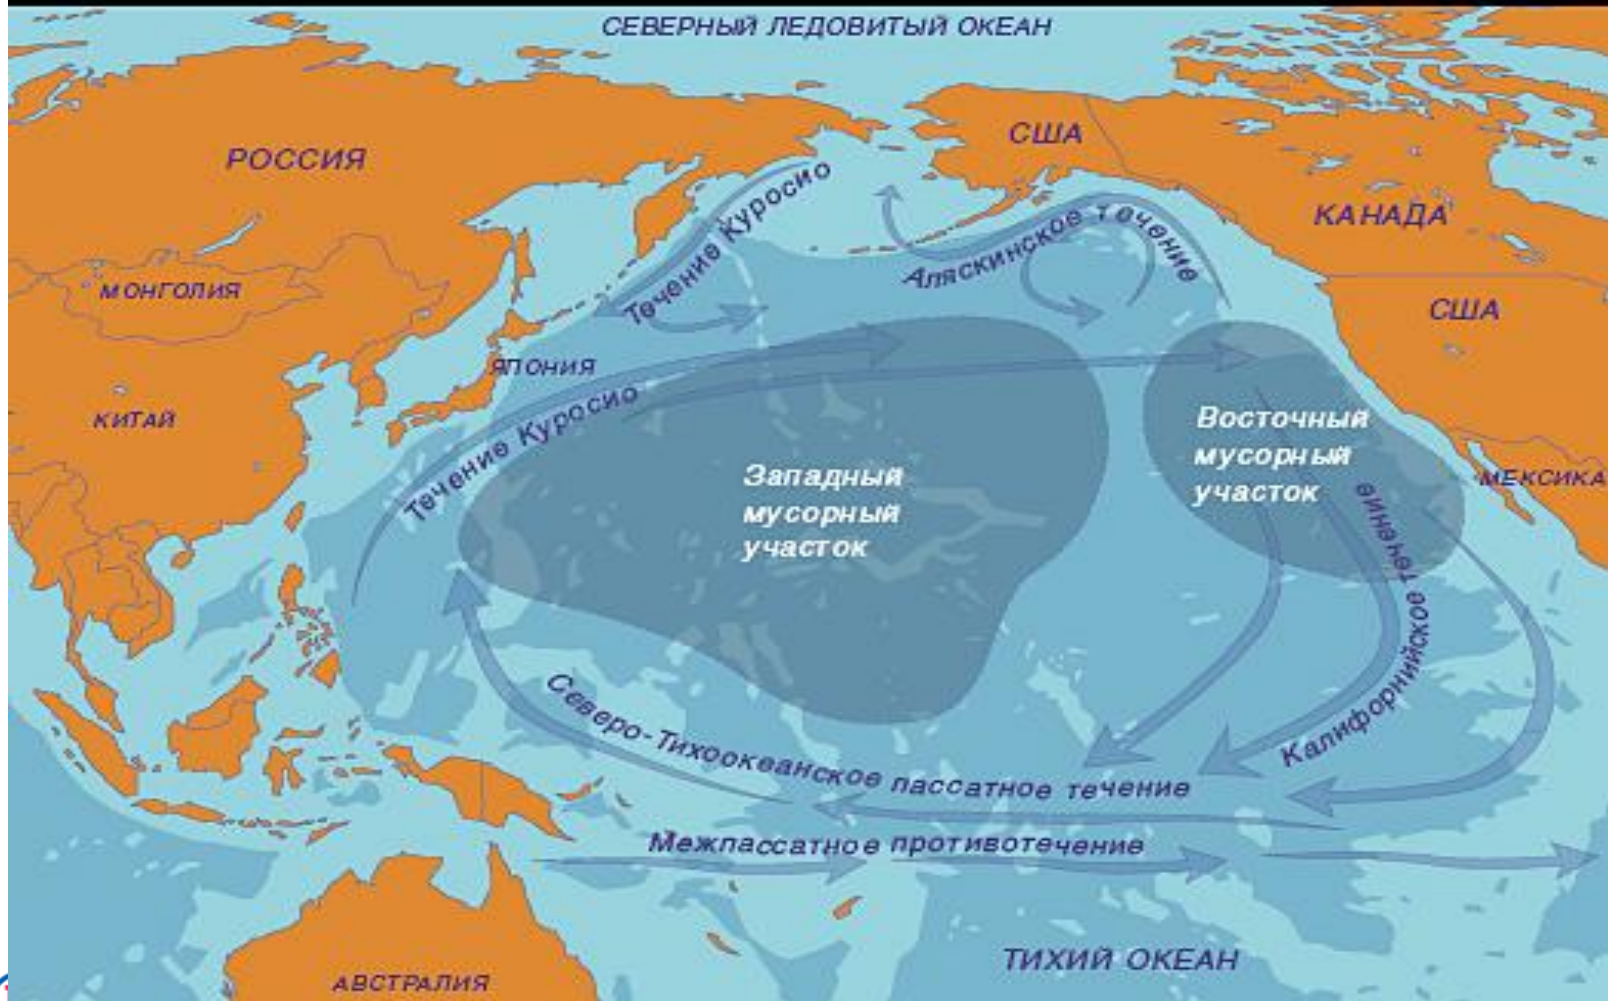 СЕВЕРНЫЙ ЛЕДОВИТЫЙ ОКЕАН
США
РОССИЯ
Течение Куросио
Аляскинское течение
КАНАДА
МОНГОЛИЯ
США
ЯПОНИЯ
КИТАЙ
Течение Куросио
Западный
мусорный
участок
Восточный
мусорный
участок
МЕКСИКА
Калифорнийское течение
Северо-Тихоокеанское пассатное течение
Межпассатное противотечение
ТИХИЙ ОКЕАН
АВСТРАЛИЯ